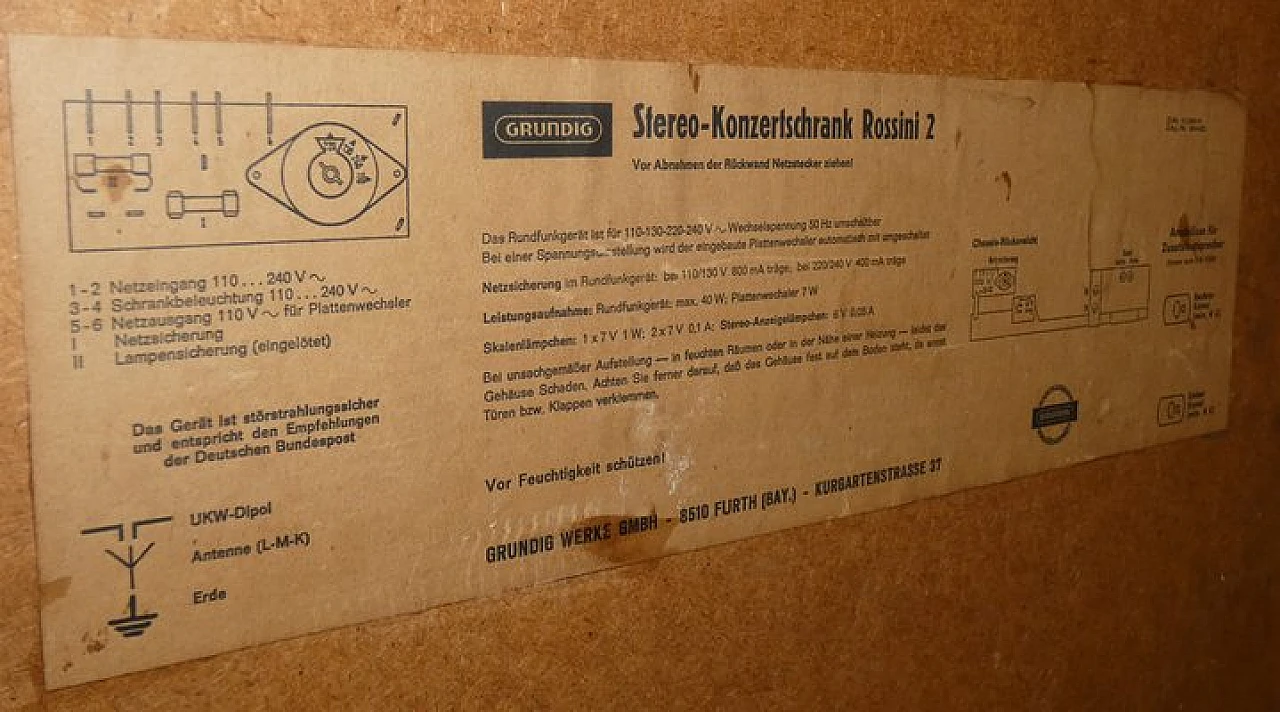 1 2 3 4 5 6
II
I
1-2 Netzeingang 110...240 V ~
3-4 Schrankbeleuchtung 110...240 V ~
5-6 Netzausgang 110 V ~ für Plattenwechsler
I Netzsicherung
II Lampensicherung (eingelötet)
Das Gerät ist störstrahlungssicher
und entspricht den Empfehlungen
der Deutschen Bundespost
UKW-Dipol
Antenne (L-M-K)
Erde
GRUNDIG
Stereo-Konzertschrank Rossini 2
Vor Abnehmen der Rückwand Netzstecker ziehen!
Das Rundfunkgerät ist für 110-130-220-240 V ~ Wechselspannung 50 Hz umschaltbar
Bei einer wird der eingebaute Plattenwechsler automatisch mit umgeschaltet
Netzsicherung im Rundfunkgerät: bei 110/130 V 800 mA träge; bei 220/240 V 400 mA träge
Leistungsaufnahme: Rundfunkgerät: max. 40 W; Plattenwechsler 7 W
Skalenlämpchen: 1 x 7 V 1 W; 2 x 7 V 0,1 A; Stereo-Anzeigelämpchen: 6 V 0,05 A
Bei unsachgemäßer Aufstellung — in feuchten Räumen oder in der Nähe einer Heizung — leidet das
Gehäuse Schaden. Achten Sie ferner darauf, daß das Gehäuse fest auf dem Boden steht, da sonst
Türen bzw. Klappen verklemmen.
Vor Feuchtigkeit schützen!
GRUNDIG WERKE GMBH - 8510 FÜRTH (BAY.) - KURGARTENSTRASSE 37
Chassis-Rückansicht
Anschlüsse für
Zusatzlautsprecher
GRUNDIG